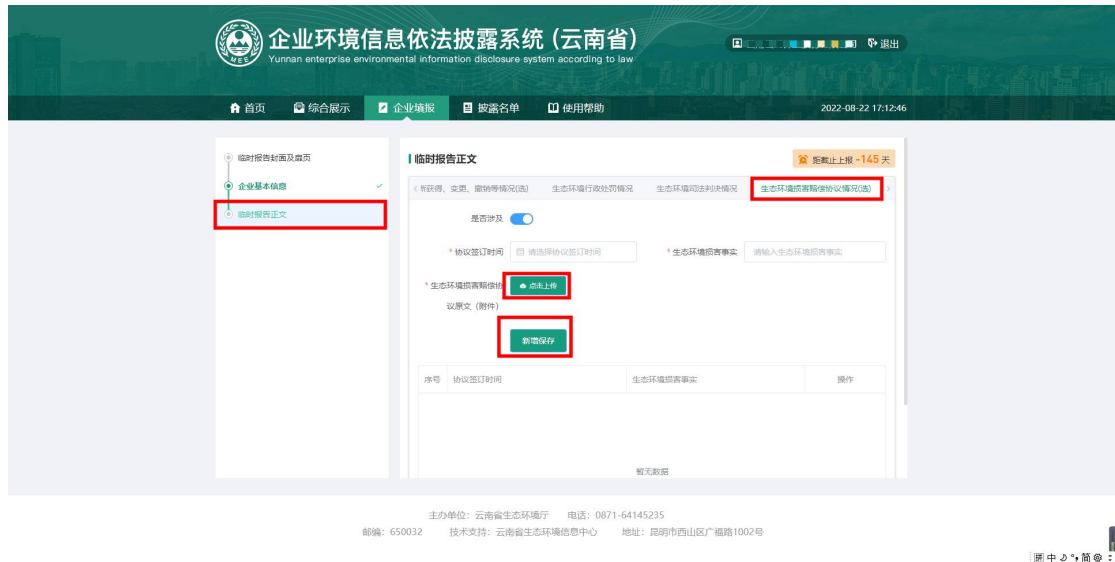 企业环境信息依法披露系统 (云南省)
Yunnan enterprise environmental information disclosure system according to law
MEE
退出
首页 综合展示 企业填报 披露名单 使用帮助 2022-08-22 17:12:46
临时报告封面及扉页
企业基本信息
临时报告正文
临时报告正文 距截止上报 -145 天
新获得、变更、撤销等情况(选) 生态环境行政处罚情况 生态环境司法判决情况 生态环境损害赔偿协议情况(选)
是否涉及
* 协议签订时间 请选择协议签订时间 * 生态环境损害事实 请输入生态环境损害事实
* 生态环境损害赔偿协 点击上传
议原文（附件）
新增保存
序号 协议签订时间 生态环境损害事实 操作
暂无数据
主办单位：云南省生态环境厅 电话：0871-64145235
邮编：650032 技术支持：云南省生态环境信息中心 地址：昆明市西山区广福路1002号
中 简